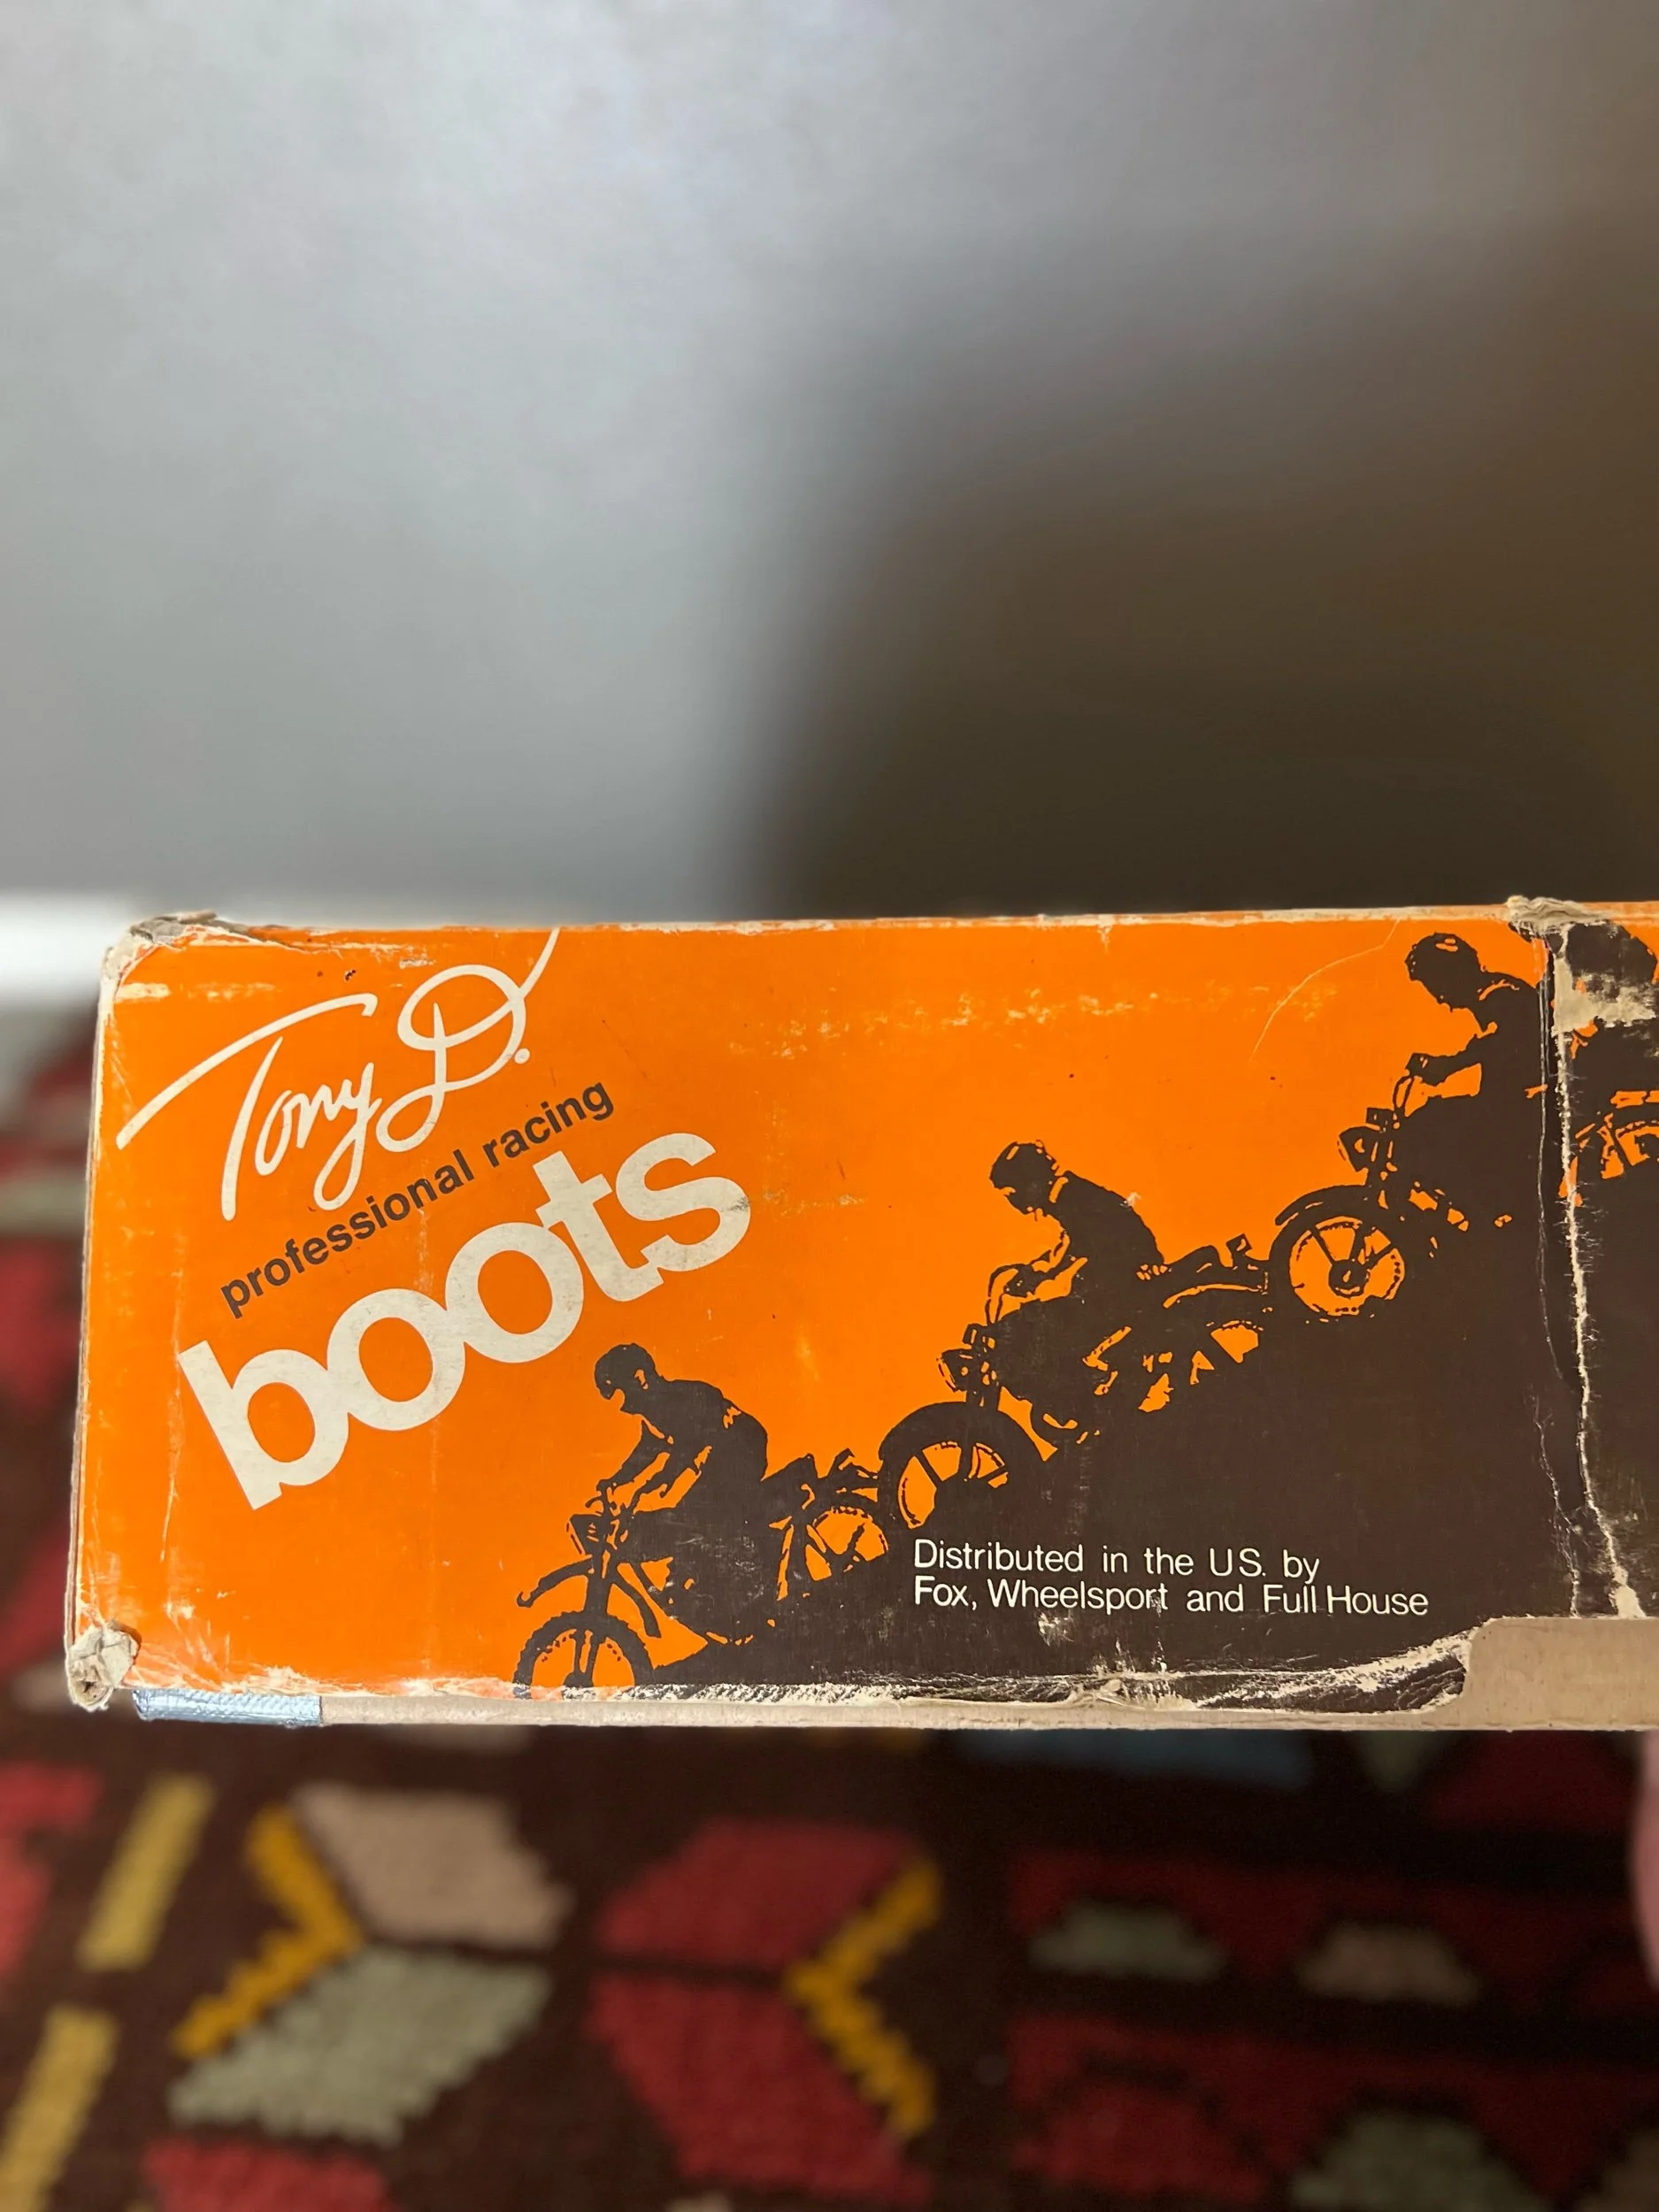 Tony D.
professional racing
boots
Distributed in the U.S. by
Fox, Wheelsport and Full House